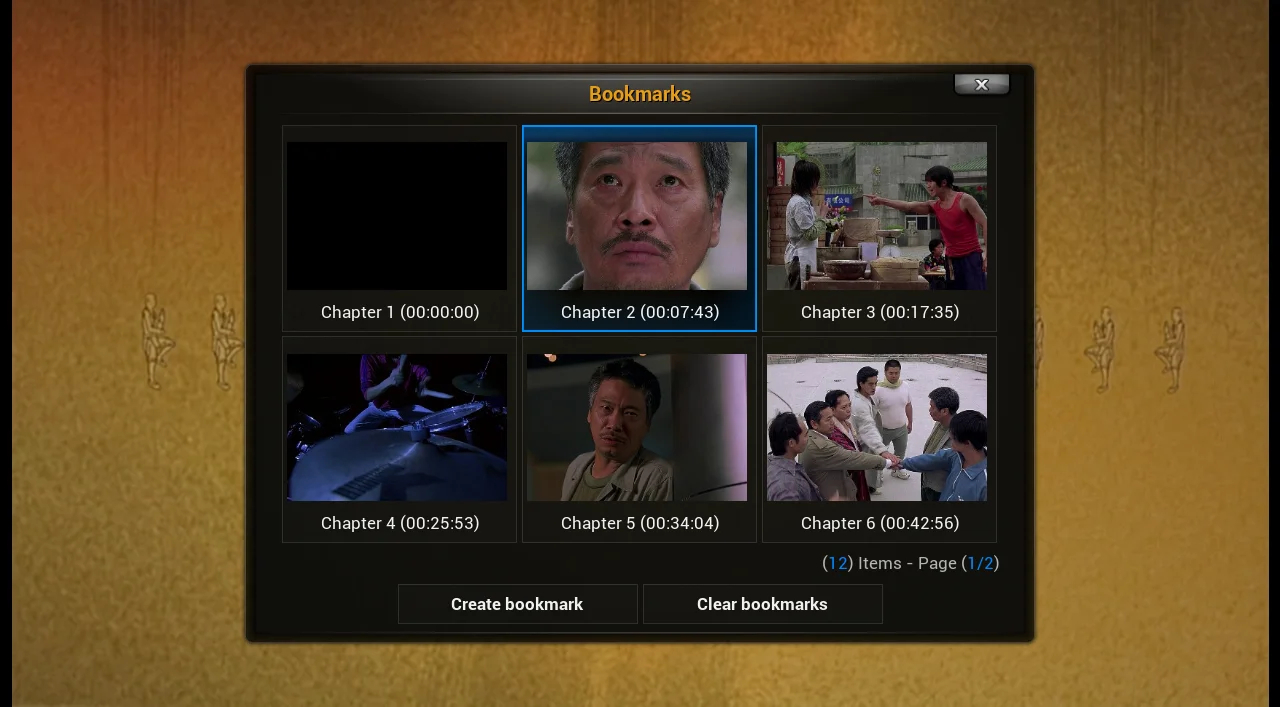 Bookmarks
Chapter 1 (00:00:00)
Chapter 2 (00:07:43)
Chapter 3 (00:17:35)
Chapter 4 (00:25:53)
Chapter 5 (00:34:04)
Chapter 6 (00:42:56)
(12) Items - Page (1/2)
Create bookmark
Clear bookmarks